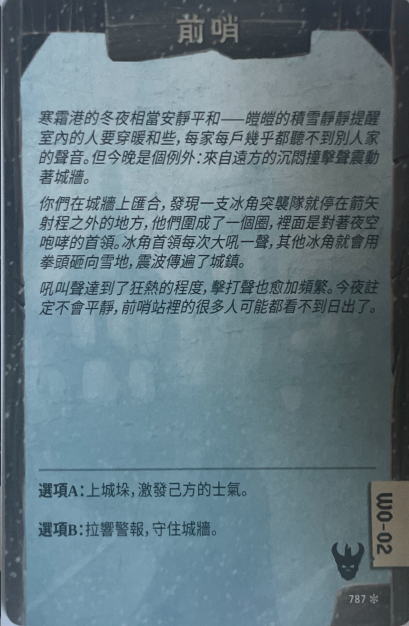 前哨
寒霜港的冬夜相當安靜平和——皚皚的積雪靜靜提醒
室內的人要穿暖和些，每家每戶幾乎都聽不到別人家
的聲音。但今晚是個例外：來自遠方的沉悶撞擊聲震動
著城牆。
你們在城牆上匯合，發現一支冰角突襲隊就停在箭矢
射程之外的地方，他們圍成了一個圈，裡面是對著夜空
咆哮的首領。冰角首領每次大吼一聲，其他冰角就會用
拳頭砸向雪地，震波傳遍了城鎮。
吼叫聲達到了狂熱的程度，擊打聲也愈加頻繁。今夜註
定不會平靜，前哨站裡的很多人可能都看不到日出了。
選項A：上城垛，激發己方的士氣。
選項B：拉響警報，守住城牆。
WO-02
787